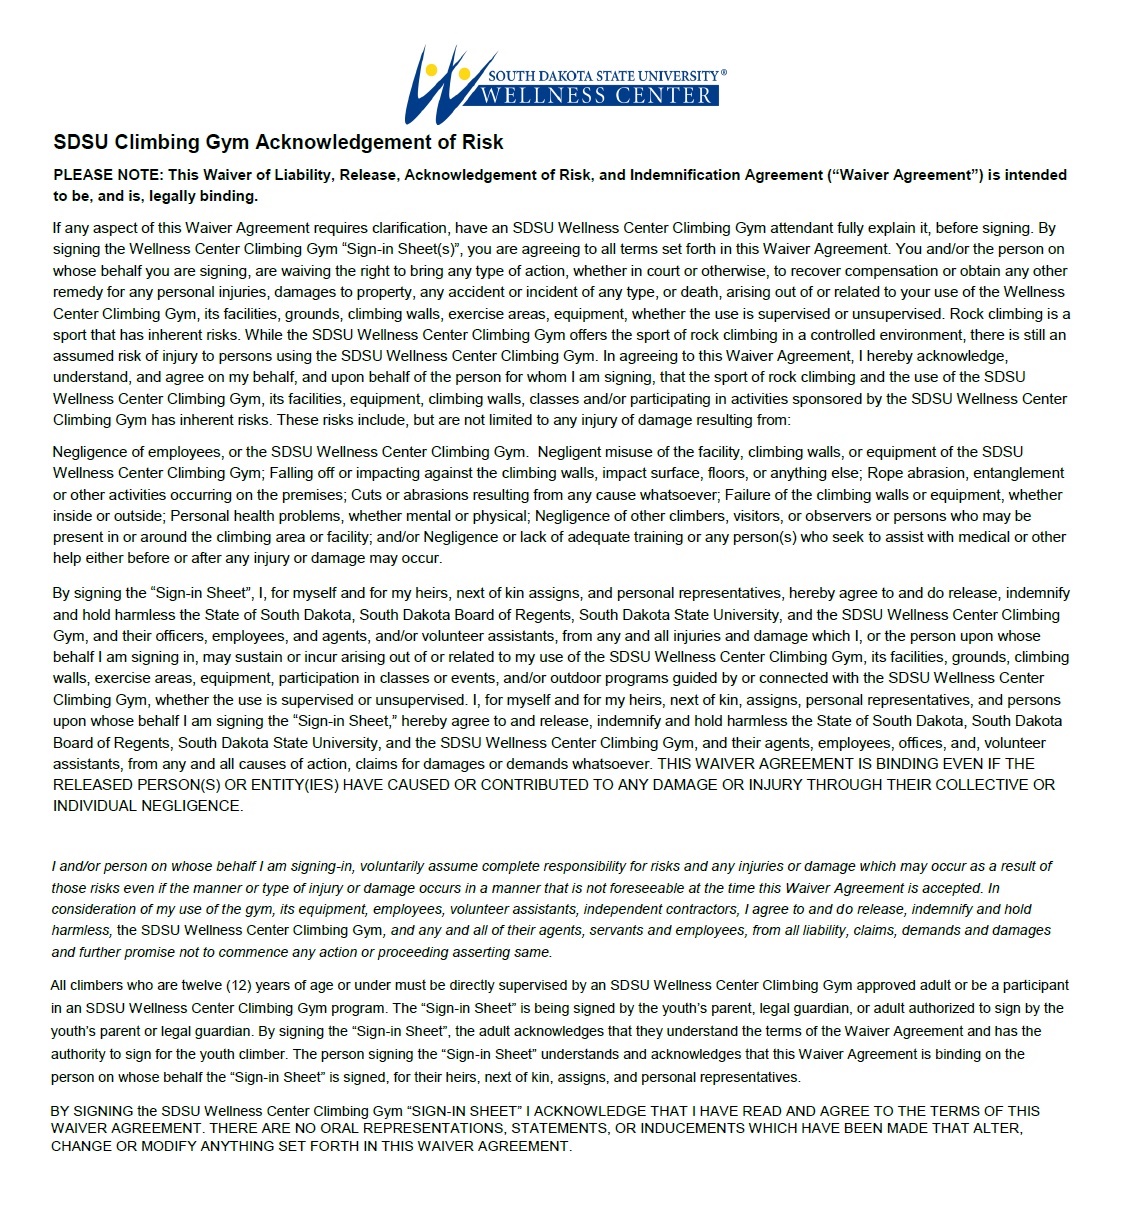 SOUTH DAKOTA STATE UNIVERSITY®
WELLNESS CENTER
SDSU Climbing Gym Acknowledgement of Risk
PLEASE NOTE: This Waiver of Liability, Release, Acknowledgement of Risk, and Indemnification Agreement (“Waiver Agreement”) is intended
to be, and is, legally binding.
If any aspect of this Waiver Agreement requires clarification, have an SDSU Wellness Center Climbing Gym attendant fully explain it, before signing. By
signing the Wellness Center Climbing Gym “Sign-in Sheet(s)”, you are agreeing to all terms set forth in this Waiver Agreement. You and/or the person on
whose behalf you are signing, are waiving the right to bring any type of action, whether in court or otherwise, to recover compensation or obtain any other
remedy for any personal injuries, damages to property, any accident or incident of any type, or death, arising out of or related to your use of the Wellness
Center Climbing Gym, its facilities, grounds, climbing walls, exercise areas, equipment, whether the use is supervised or unsupervised. Rock climbing is a
sport that has inherent risks. While the SDSU Wellness Center Climbing Gym offers the sport of rock climbing in a controlled environment, there is still an
assumed risk of injury to persons using the SDSU Wellness Center Climbing Gym. In agreeing to this Waiver Agreement, I hereby acknowledge,
understand, and agree on my behalf, and upon behalf of the person for whom I am signing, that the sport of rock climbing and the use of the SDSU
Wellness Center Climbing Gym, its facilities, equipment, climbing walls, classes and/or participating in activities sponsored by the SDSU Wellness Center
Climbing Gym has inherent risks. These risks include, but are not limited to any injury of damage resulting from:
Negligence of employees, or the SDSU Wellness Center Climbing Gym. Negligent misuse of the facility, climbing walls, or equipment of the SDSU
Wellness Center Climbing Gym; Falling off or impacting against the climbing walls, impact surface, floors, or anything else; Rope abrasion, entanglement
or other activities occurring on the premises; Cuts or abrasions resulting from any cause whatsoever; Failure of the climbing walls or equipment, whether
inside or outside; Personal health problems, whether mental or physical; Negligence of other climbers, visitors, or observers or persons who may be
present in or around the climbing area or facility; and/or Negligence or lack of adequate training or any person(s) who seek to assist with medical or other
help either before or after any injury or damage may occur.
By signing the “Sign-in Sheet”, I, for myself and for my heirs, next of kin assigns, and personal representatives, hereby agree to and do release, indemnify
and hold harmless the State of South Dakota, South Dakota Board of Regents, South Dakota State University, and the SDSU Wellness Center Climbing
Gym, and their officers, employees, and agents, and/or volunteer assistants, from any and all injuries and damage which I, or the person upon whose
behalf I am signing in, may sustain or incur arising out of or related to my use of the SDSU Wellness Center Climbing Gym, its facilities, grounds, climbing
walls, exercise areas, equipment, participation in classes or events, and/or outdoor programs guided by or connected with the SDSU Wellness Center
Climbing Gym, whether the use is supervised or unsupervised. I, for myself and for my heirs, next of kin, assigns, personal representatives, and persons
upon whose behalf I am signing the “Sign-in Sheet,” hereby agree to and release, indemnify and hold harmless the State of South Dakota, South Dakota
Board of Regents, South Dakota State University, and the SDSU Wellness Center Climbing Gym, and their agents, employees, offices, and, volunteer
assistants, from any and all causes of action, claims for damages or demands whatsoever. THIS WAIVER AGREEMENT IS BINDING EVEN IF THE
RELEASED PERSON(S) OR ENTITY(IES) HAVE CAUSED OR CONTRIBUTED TO ANY DAMAGE OR INJURY THROUGH THEIR COLLECTIVE OR
INDIVIDUAL NEGLIGENCE.
I and/or person on whose behalf I am signing-in, voluntarily assume complete responsibility for risks and any injuries or damage which may occur as a result of
those risks even if the manner or type of injury or damage occurs in a manner that is not foreseeable at the time this Waiver Agreement is accepted. In
consideration of my use of the gym, its equipment, employees, volunteer assistants, independent contractors, I agree to and do release, indemnify and hold
harmless, the SDSU Wellness Center Climbing Gym, and any and all of their agents, servants and employees, from all liability, claims, demands and damages
and further promise not to commence any action or proceeding asserting same.
All climbers who are twelve (12) years of age or under must be directly supervised by an SDSU Wellness Center Climbing Gym approved adult or be a participant
in an SDSU Wellness Center Climbing Gym program. The “Sign-in Sheet” is being signed by the youth’s parent, legal guardian, or adult authorized to sign by the
youth’s parent or legal guardian. By signing the “Sign-in Sheet”, the adult acknowledges that they understand the terms of the Waiver Agreement and has the
authority to sign for the youth climber. The person signing the “Sign-in Sheet” understands and acknowledges that this Waiver Agreement is binding on the
person on whose behalf the “Sign-in Sheet” is signed, for their heirs, next of kin, assigns, and personal representatives.
BY SIGNING the SDSU Wellness Center Climbing Gym “SIGN-IN SHEET” I ACKNOWLEDGE THAT I HAVE READ AND AGREE TO THE TERMS OF THIS
WAIVER AGREEMENT. THERE ARE NO ORAL REPRESENTATIONS, STATEMENTS, OR INDUCEMENTS WHICH HAVE BEEN MADE THAT ALTER,
CHANGE OR MODIFY ANYTHING SET FORTH IN THIS WAIVER AGREEMENT.